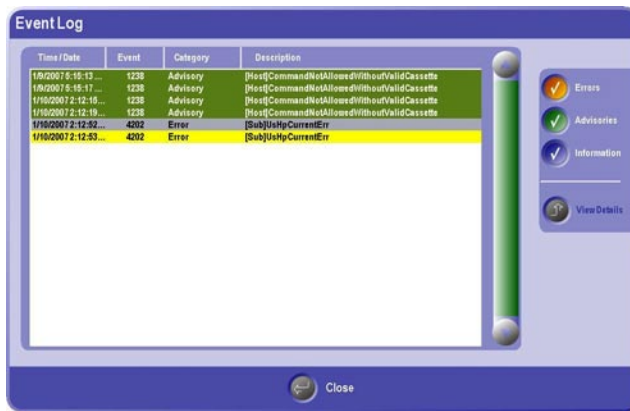 Event Log
Time / Date Event Category Description
1/9/2007 5:15:13 ... 1238 Advisory [Host]CommandNotAllowedWithoutValidCassette
1/9/2007 5:15:17 ... 1238 Advisory [Host]CommandNotAllowedWithoutValidCassette
1/10/2007 2:12:15... 1238 Advisory [Host]CommandNotAllowedWithoutValidCassette
1/10/2007 2:12:19... 1238 Advisory [Host]CommandNotAllowedWithoutValidCassette
1/10/2007 2:12:52... 4202 Error [Sub]UsHpCurrentErr
1/10/2007 2:12:53... 4202 Error [Sub]UsHpCurrentErr
Errors
Advisories
Information
View Details
Close